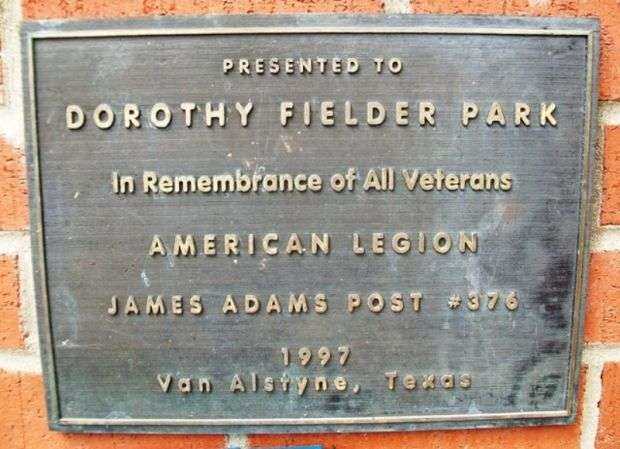 PRESENTED TO
DOROTHY FIELDER PARK
In Remembrance of All Veterans
AMERICAN LEGION
JAMES ADAMS POST #376
1997
Van Alstyne, Texas